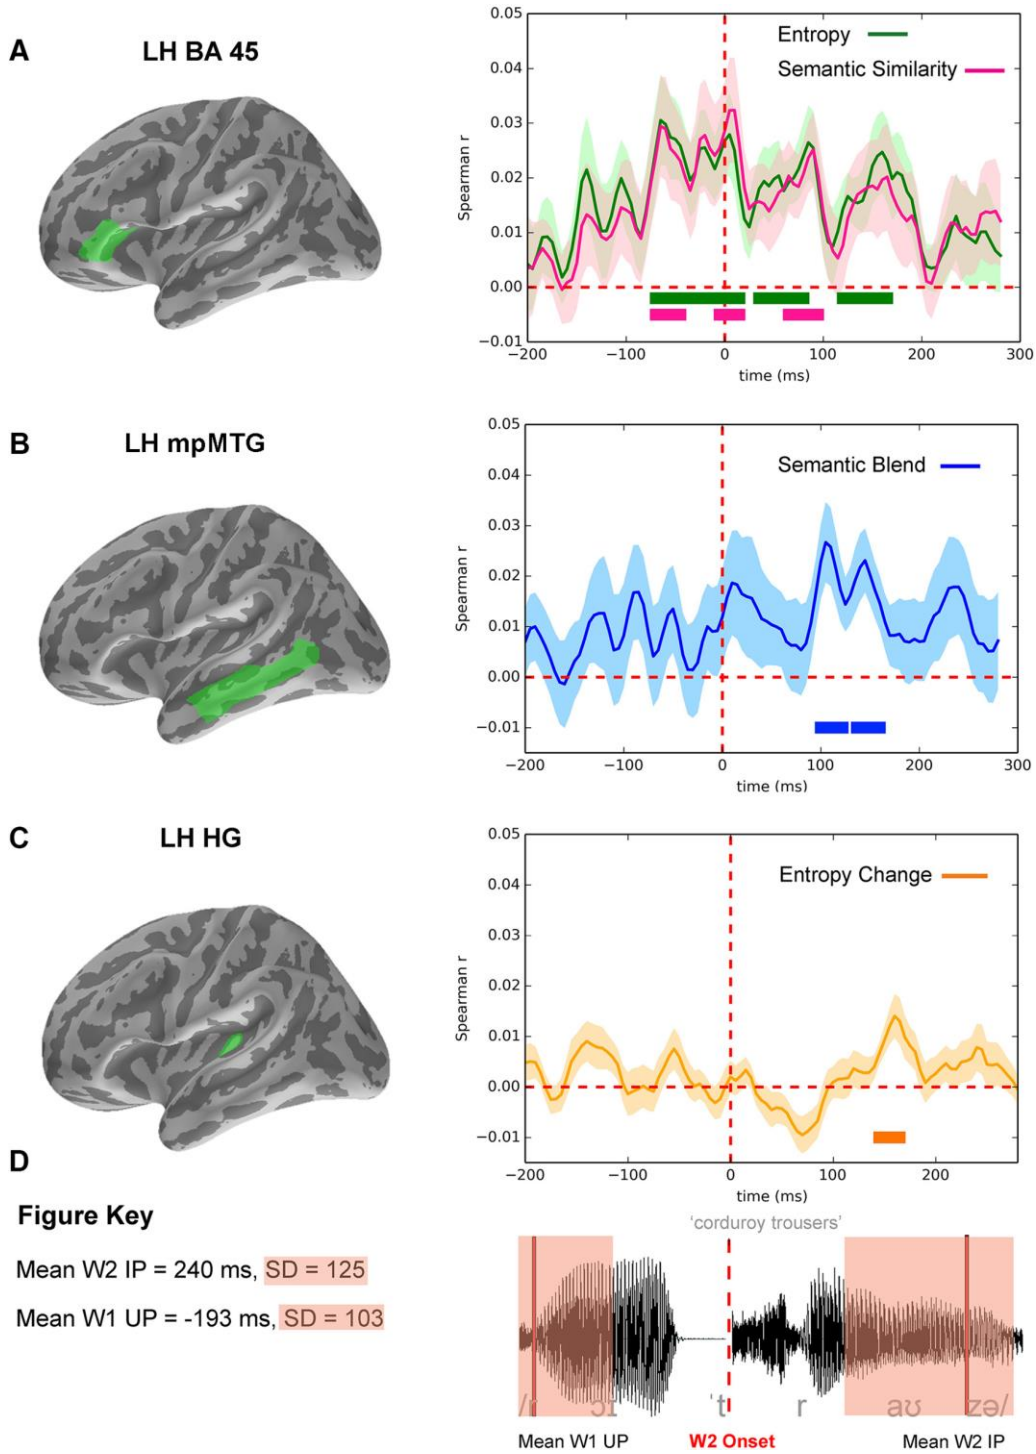 A
LH BA 45
Entropy
Semantic Similarity
Spearman r
0.05
0.04
0.03
0.02
0.01
0.00
−0.01
−200 −100 0 100 200 300
time (ms)
B
LH mpMTG
Semantic Blend
Spearman r
0.05
0.04
0.03
0.02
0.01
0.00
−0.01
−200 −100 0 100 200 300
time (ms)
C
LH HG
Entropy Change
Spearman r
0.05
0.04
0.03
0.02
0.01
0.00
−0.01
−200 −100 0 100 200
time (ms)
D
Figure Key
Mean W2 IP = 240 ms, SD = 125
Mean W1 UP = -193 ms, SD = 103
'corduroy trousers'
/r ɔɪ ˈt r aʊ zə/
Mean W1 UP W2 Onset Mean W2 IP